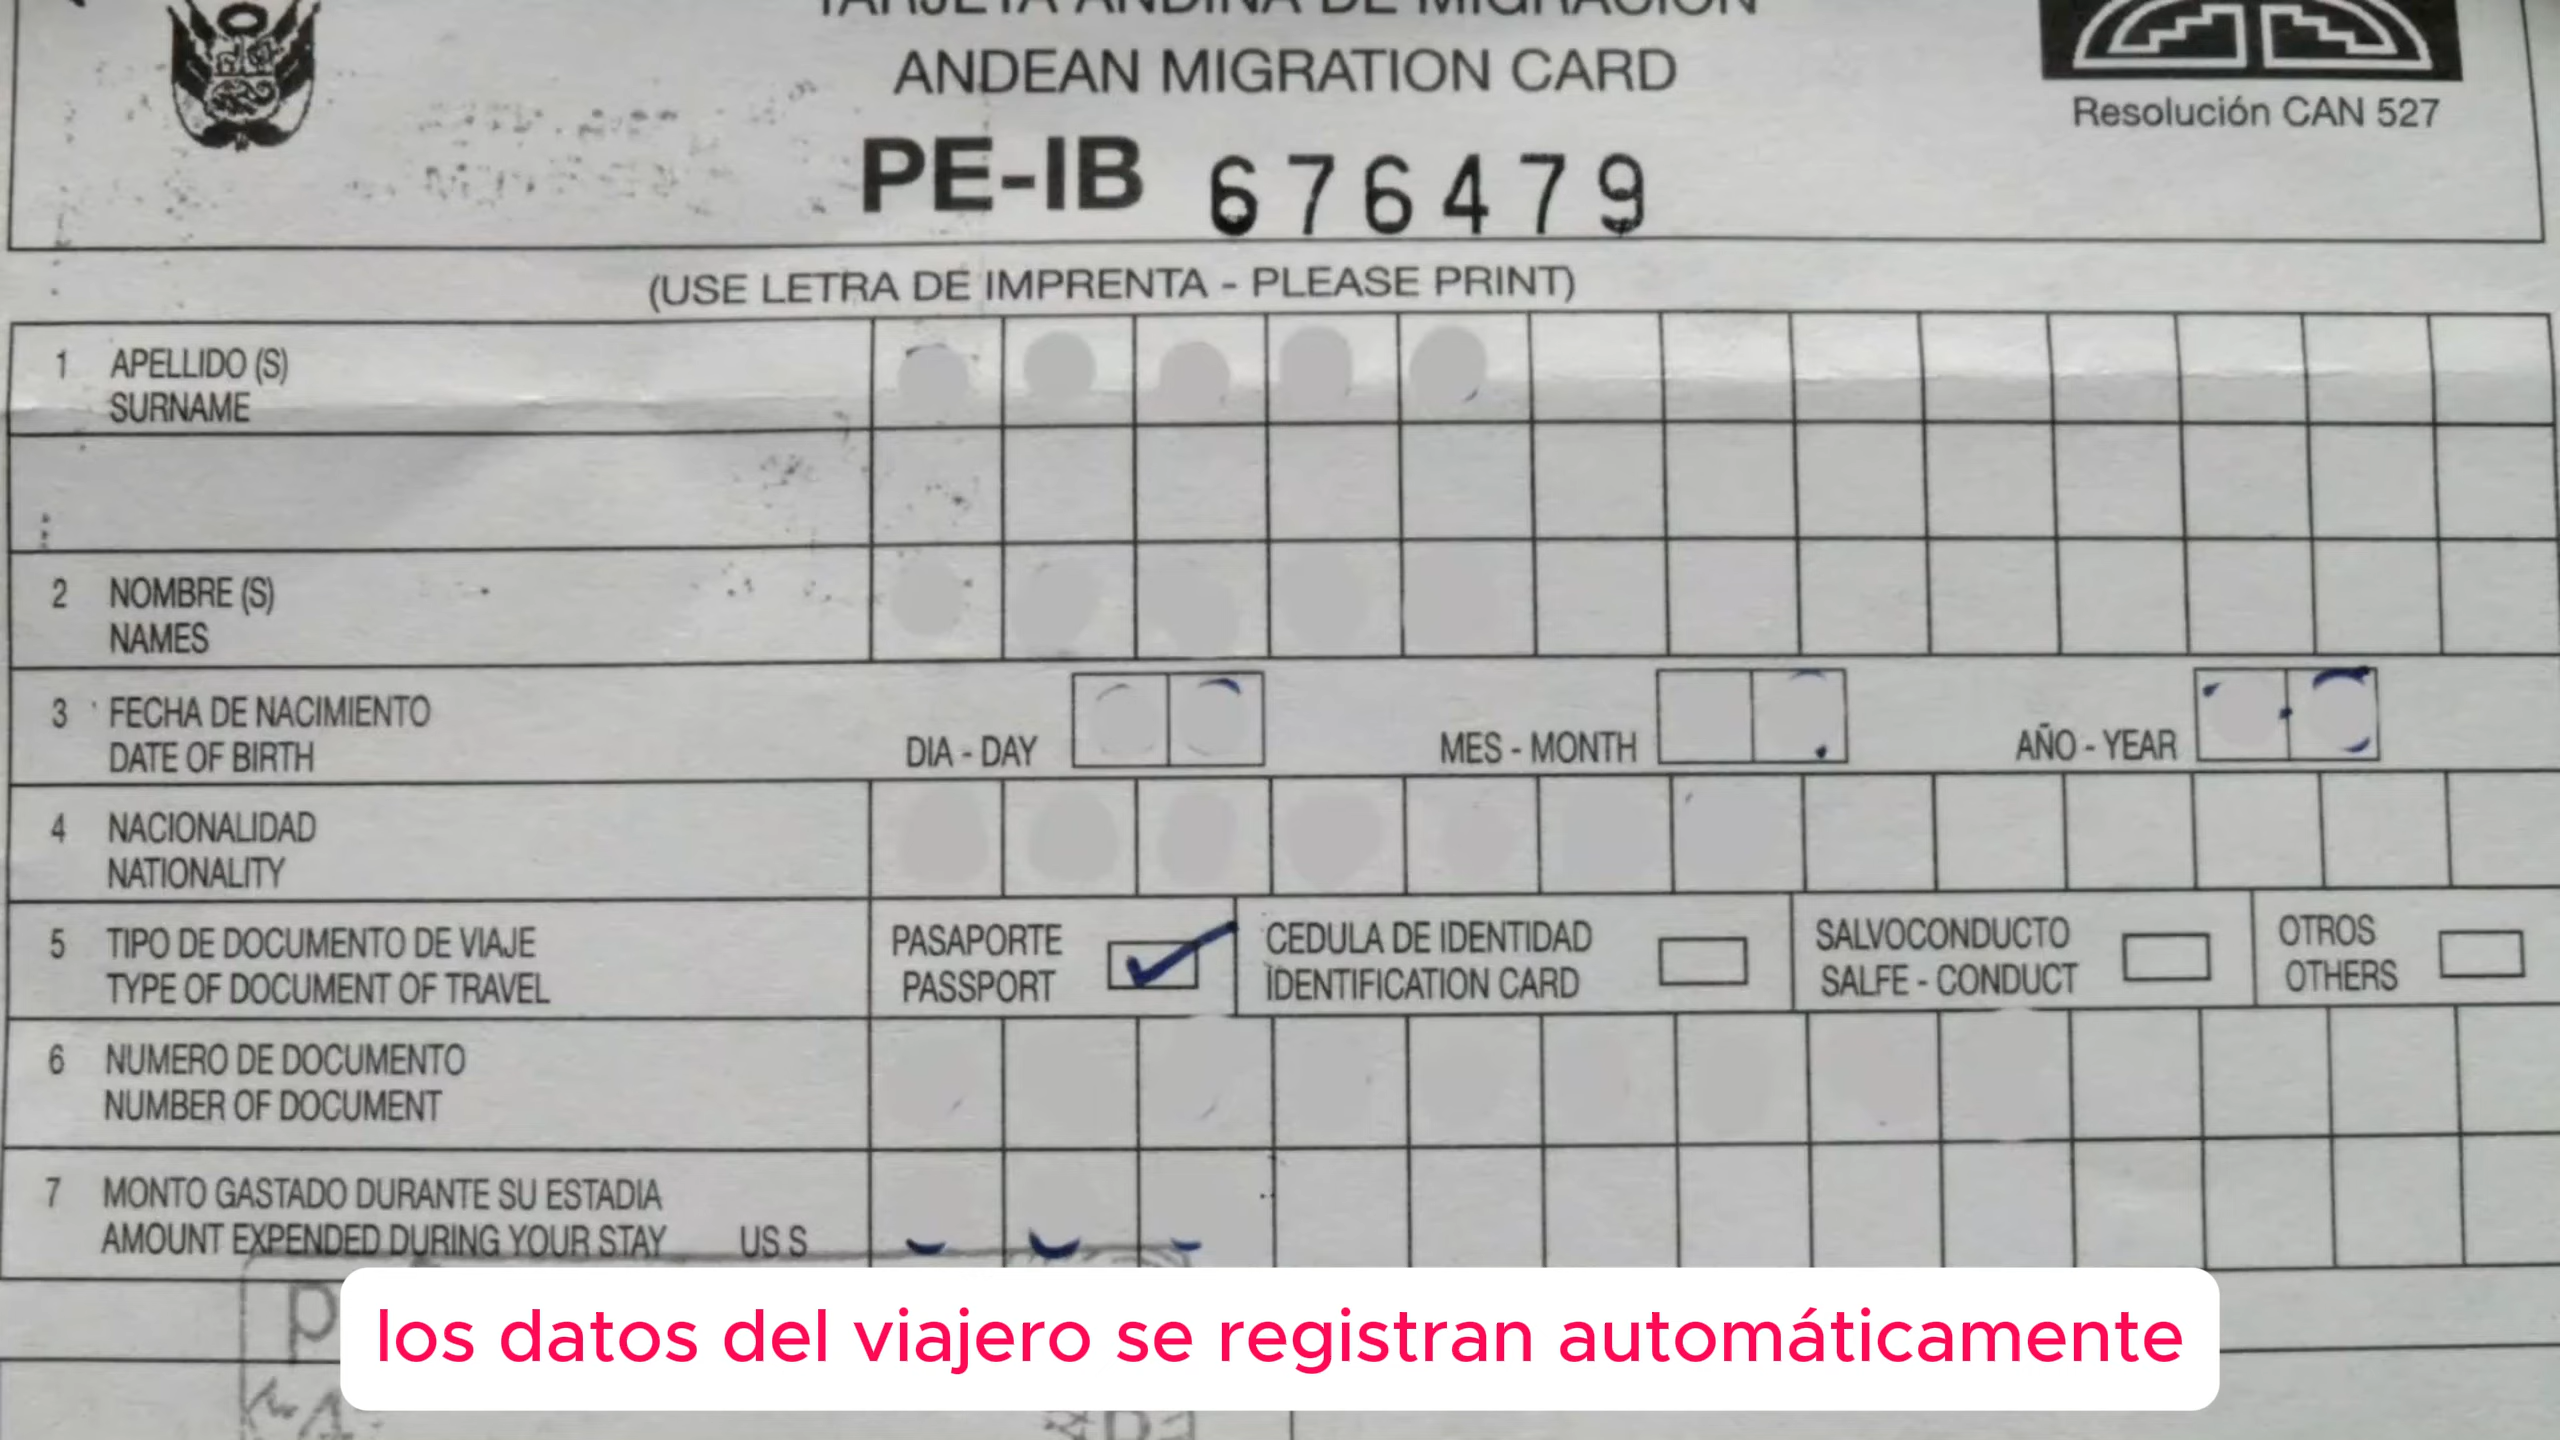 TARJETA ANDINA DE MIGRACIÓN
ANDEAN MIGRATION CARD
Resolución CAN 527
PE-IB 676479
(USE LETRA DE IMPRENTA - PLEASE PRINT)
1 APELLIDO (S)
SURNAME
2 NOMBRE (S)
NAMES
3 FECHA DE NACIMIENTO
DATE OF BIRTH
DIA - DAY
MES - MONTH
AÑO - YEAR
4 NACIONALIDAD
NATIONALITY
5 TIPO DE DOCUMENTO DE VIAJE
TYPE OF DOCUMENT OF TRAVEL
PASAPORTE
PASSPORT
CEDULA DE IDENTIDAD
IDENTIFICATION CARD
SALVOCONDUCTO
SALFE - CONDUCT
OTROS
OTHERS
6 NUMERO DE DOCUMENTO
NUMBER OF DOCUMENT
7 MONTO GASTADO DURANTE SU ESTADIA
AMOUNT EXPENDED DURING YOUR STAY US S
los datos del viajero se registran automáticamente